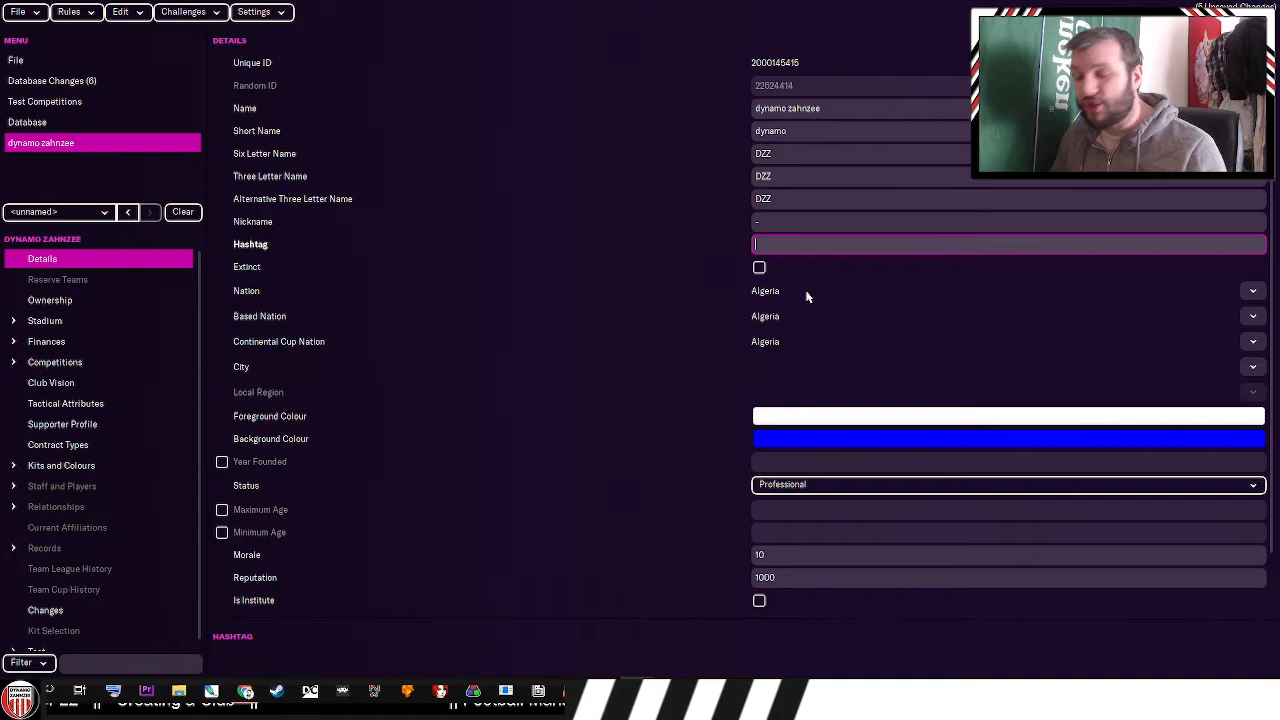 File
Rules
Edit
Challenges
Settings
MENU
File
Database Changes (6)
Test Competitions
Database
dynamo zahnzee
<unnamed>
Clear
DYNAMO ZAHNZEE
Details
Reserve Teams
Ownership
Stadium
Finances
Competitions
Club Vision
Tactical Attributes
Supporter Profile
Contract Types
Kits and Colours
Staff and Players
Relationships
Current Affiliations
Records
Team League History
Team Cup History
Changes
Kit Selection
Filter
DETAILS
Unique ID 2000145415
Random ID 22624414
Name dynamo zahnzee
Short Name dynamo
Six Letter Name DZZ
Three Letter Name DZZ
Alternative Three Letter Name DZZ
Nickname -
Hashtag
Extinct
Nation Algeria
Based Nation Algeria
Continental Cup Nation Algeria
City
Local Region
Foreground Colour
Background Colour
Year Founded
Status Professional
Maximum Age
Minimum Age
Morale 10
Reputation 1000
Is Institute
HASHTAG
Pr
DC
DYNAMO
ZAHNZEE